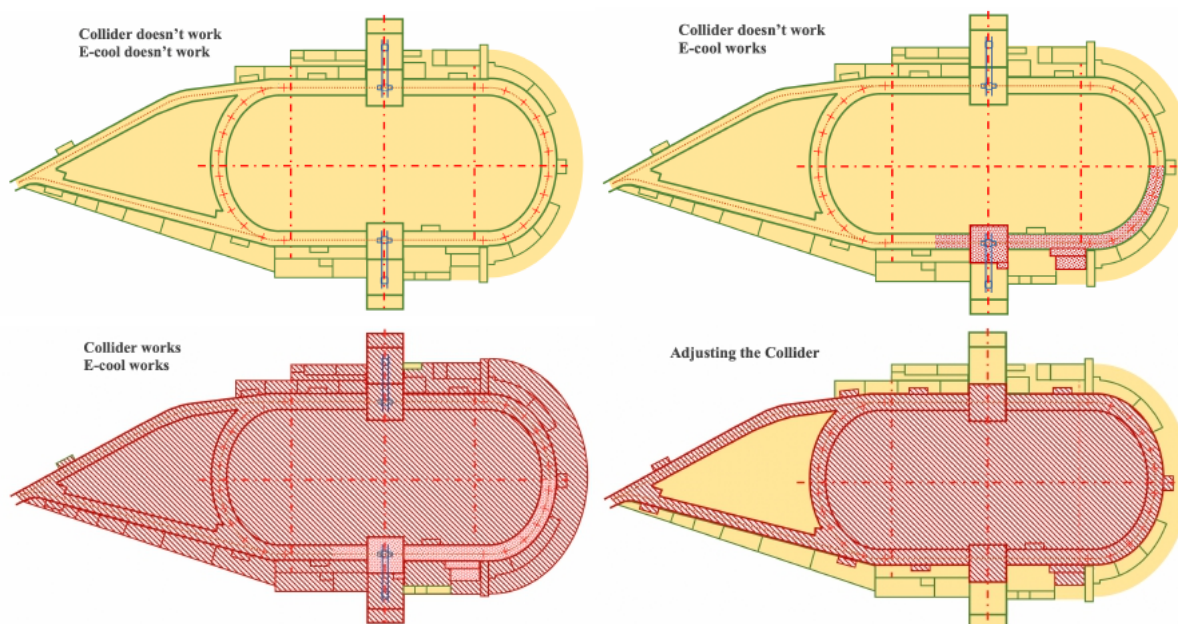 Collider doesn't work
E-cool doesn't work
Collider doesn't work
E-cool works
Collider works
E-cool works
Adjusting the Collider